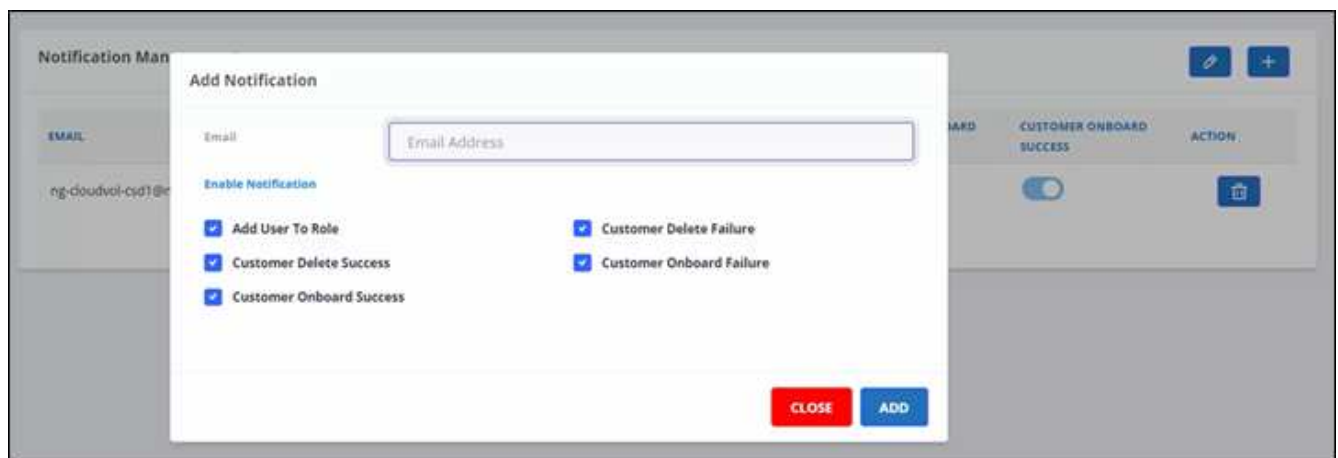 Notification Man
Add Notification
EMAIL
Email
Email Address
CUSTOMER ONBOARD
SUCCESS
ACTION
Enable Notification
Add User To Role
Customer Delete Failure
Customer Delete Success
Customer Onboard Failure
Customer Onboard Success
CLOSE
ADD